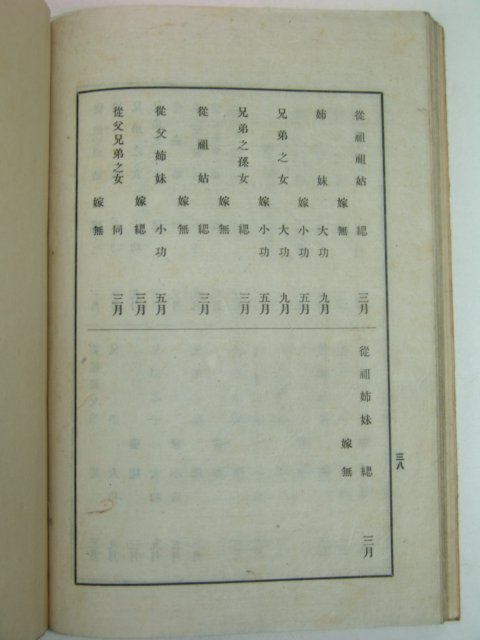 從祖祖姑 緦 三月
嫁 無
姉妹 大功 九月
嫁 小功 五月
兄弟之女 大功 九月
嫁 小功 五月
兄弟之孫女 緦 三月
嫁 無
從祖姑 緦 三月
嫁 無
從父姉妹 小功 五月
嫁 緦 三月
從父兄弟之女 同 三月
嫁 無
從祖姉妹 緦 三月
嫁 無
三八